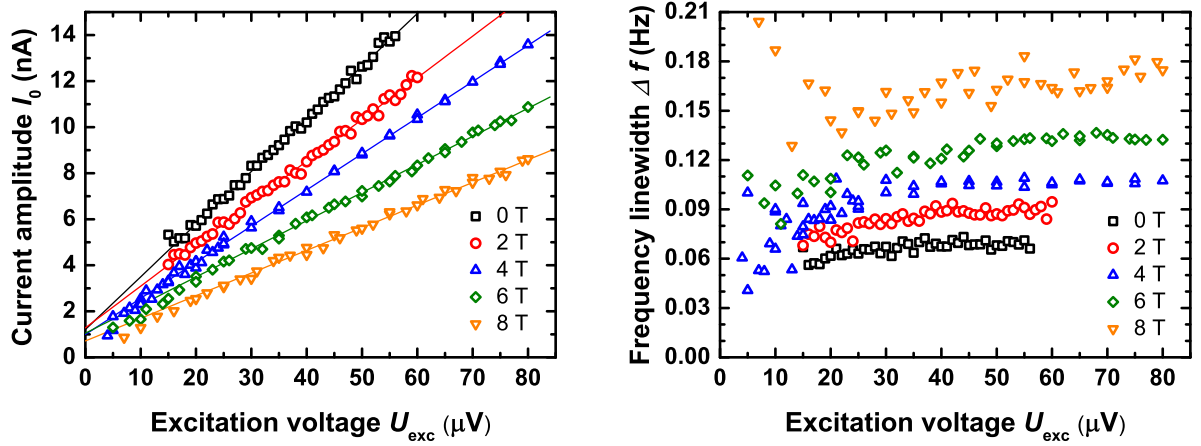 Current amplitude I₀ (nA)
14
12
10
8
6
4
2
0
0 10 20 30 40 50 60 70 80
Excitation voltage U_exc (μV)
0 T
2 T
4 T
6 T
8 T
Frequency linewidth Δf (Hz)
0.21
0.18
0.15
0.12
0.09
0.06
0.03
0.00
0 10 20 30 40 50 60 70 80
Excitation voltage U_exc (μV)
0 T
2 T
4 T
6 T
8 T